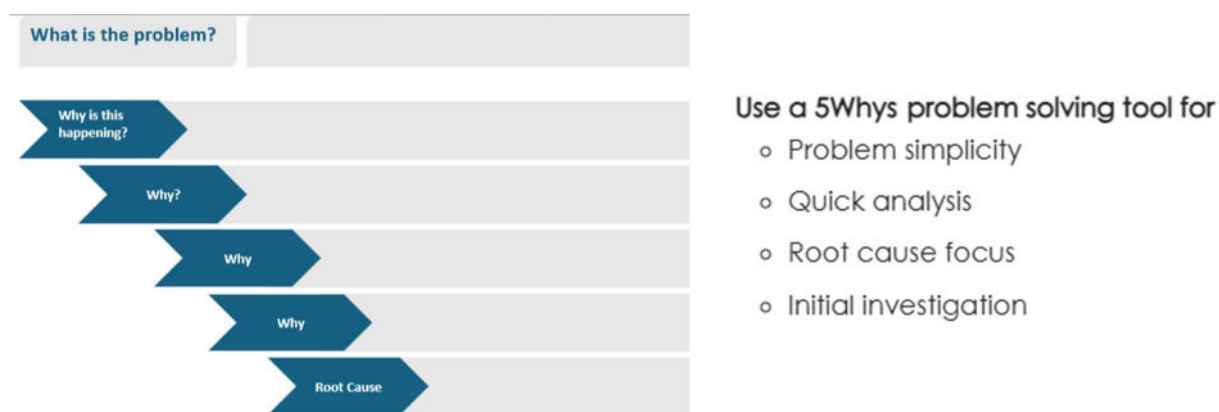 What is the problem?
Why is this
happening?
Why?
Why
Why
Root Cause
Use a 5Whys problem solving tool for
Problem simplicity
Quick analysis
Root cause focus
Initial investigation